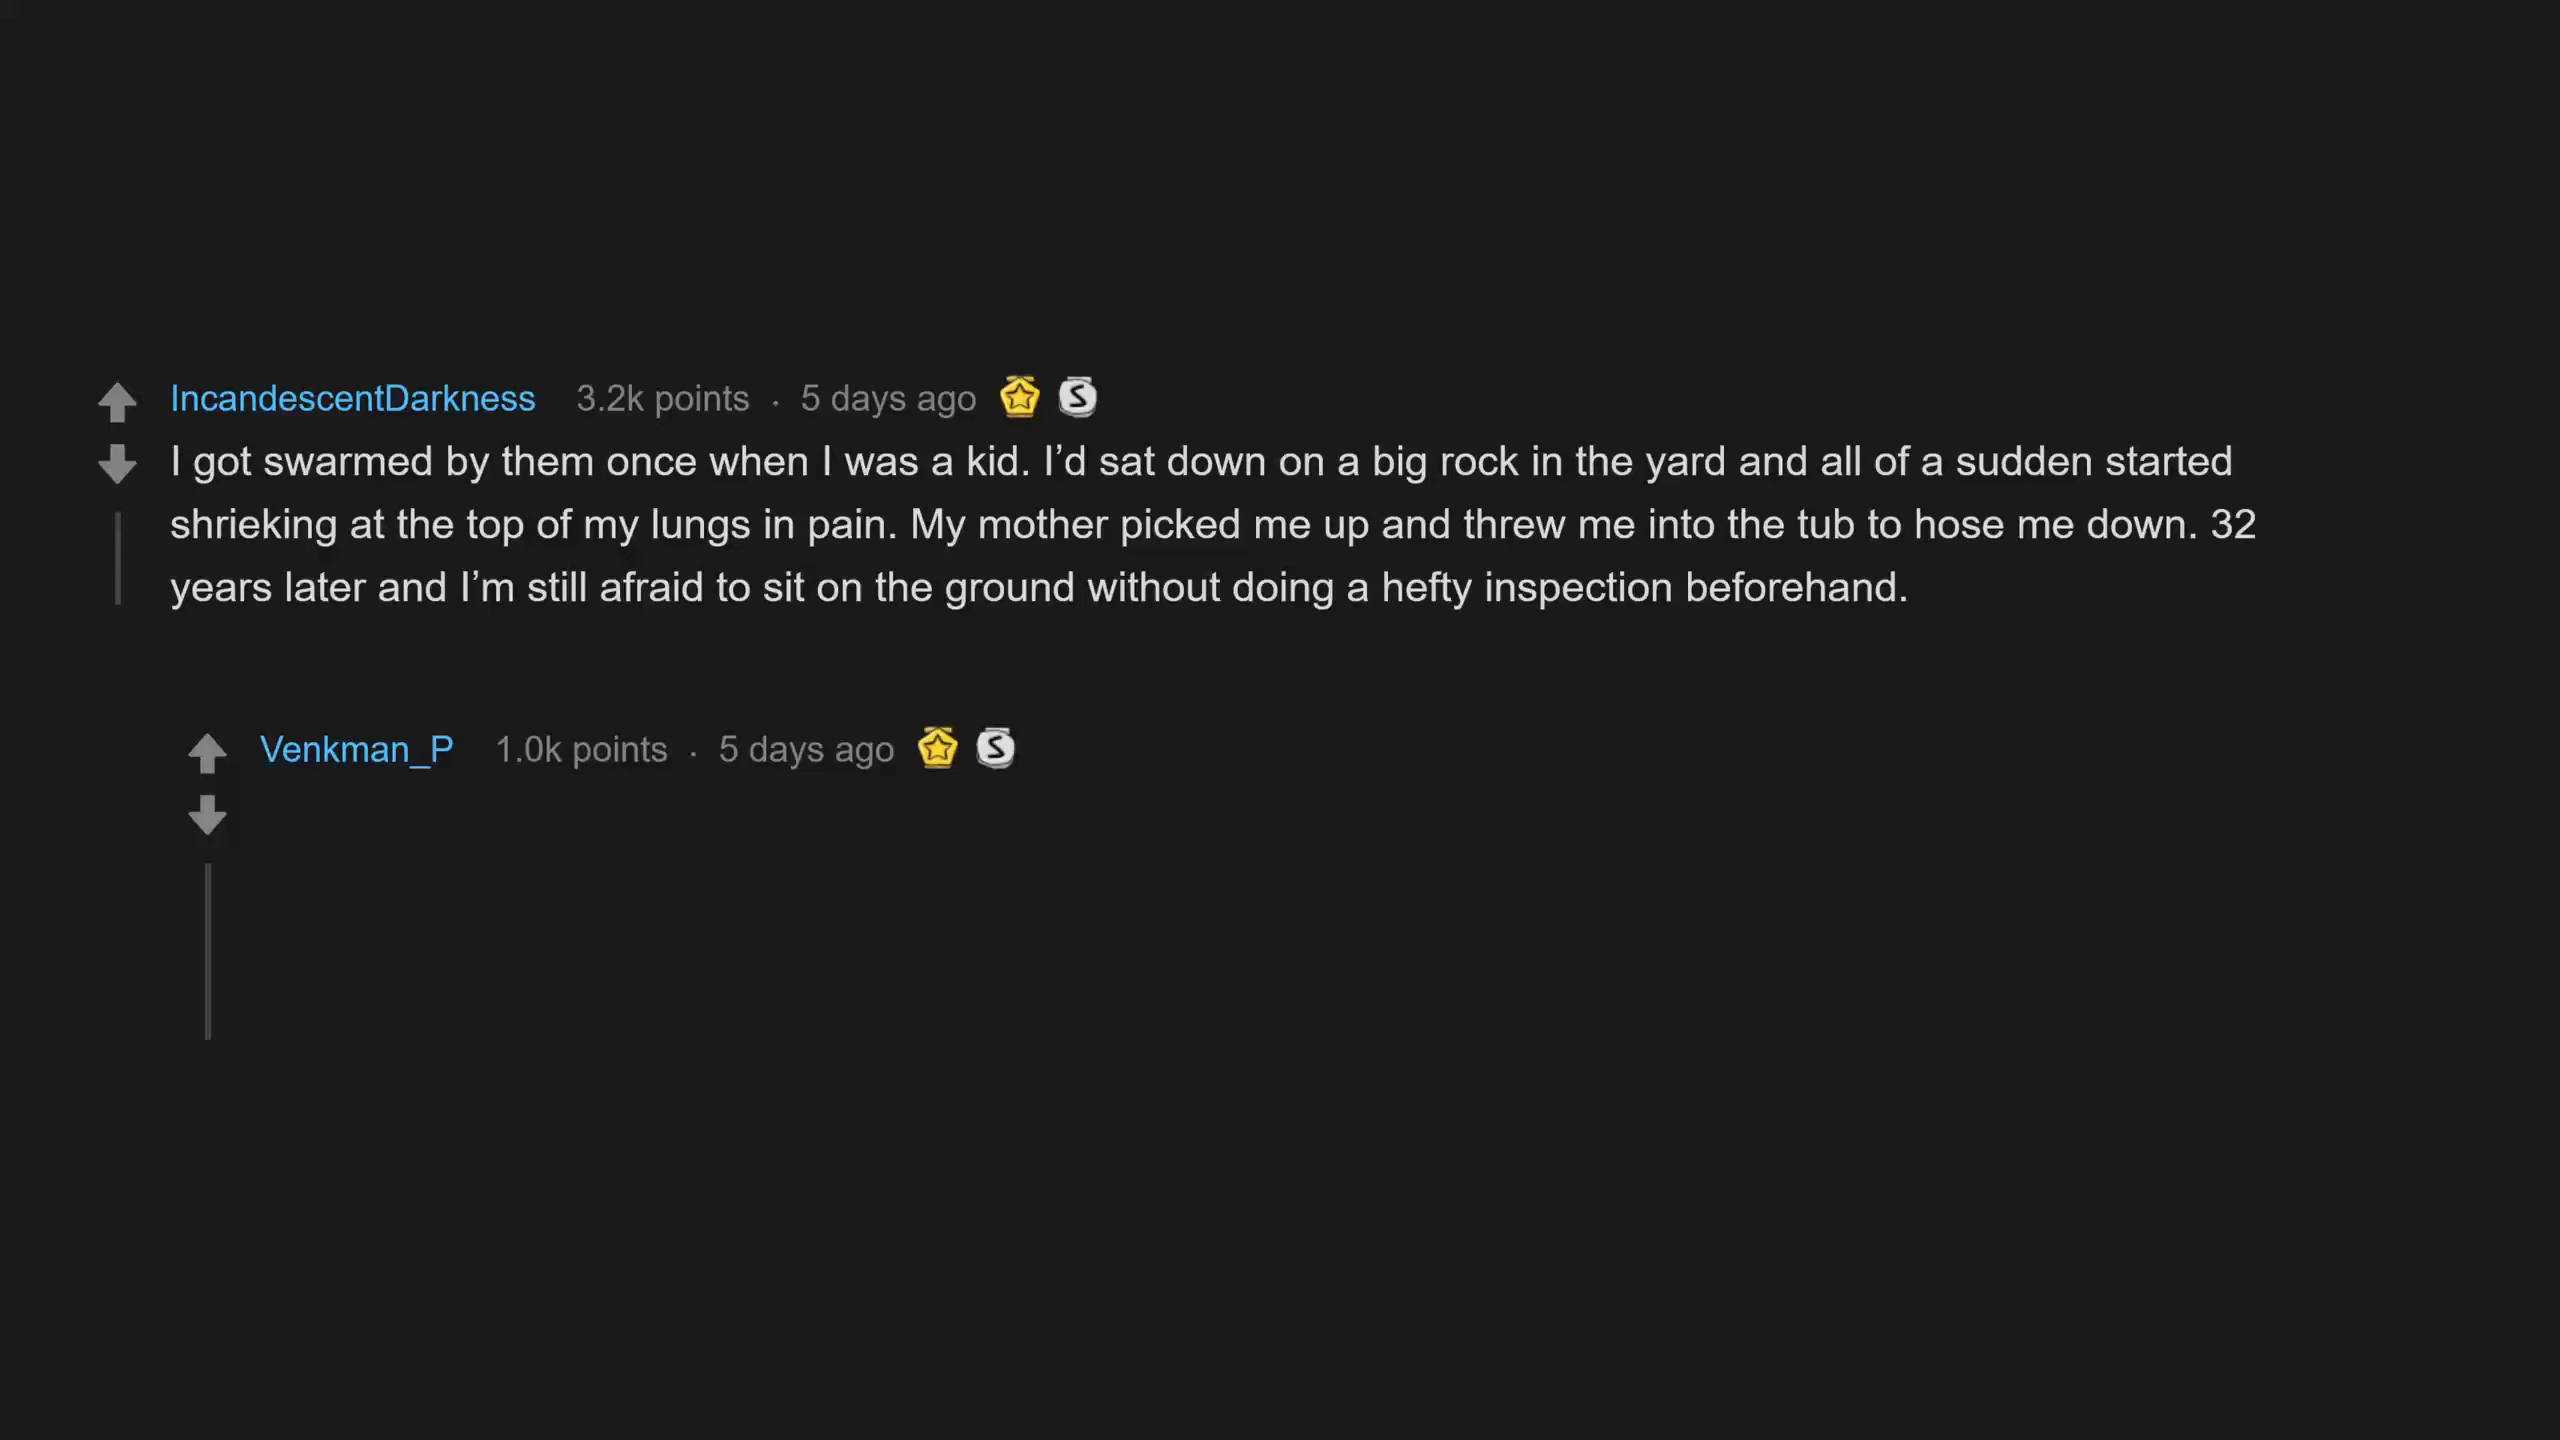 IncandescentDarkness 3.2k points . 5 days ago S
I got swarmed by them once when I was a kid. I’d sat down on a big rock in the yard and all of a sudden started
shrieking at the top of my lungs in pain. My mother picked me up and threw me into the tub to hose me down. 32
years later and I’m still afraid to sit on the ground without doing a hefty inspection beforehand.
Venkman_P 1.0k points . 5 days ago S